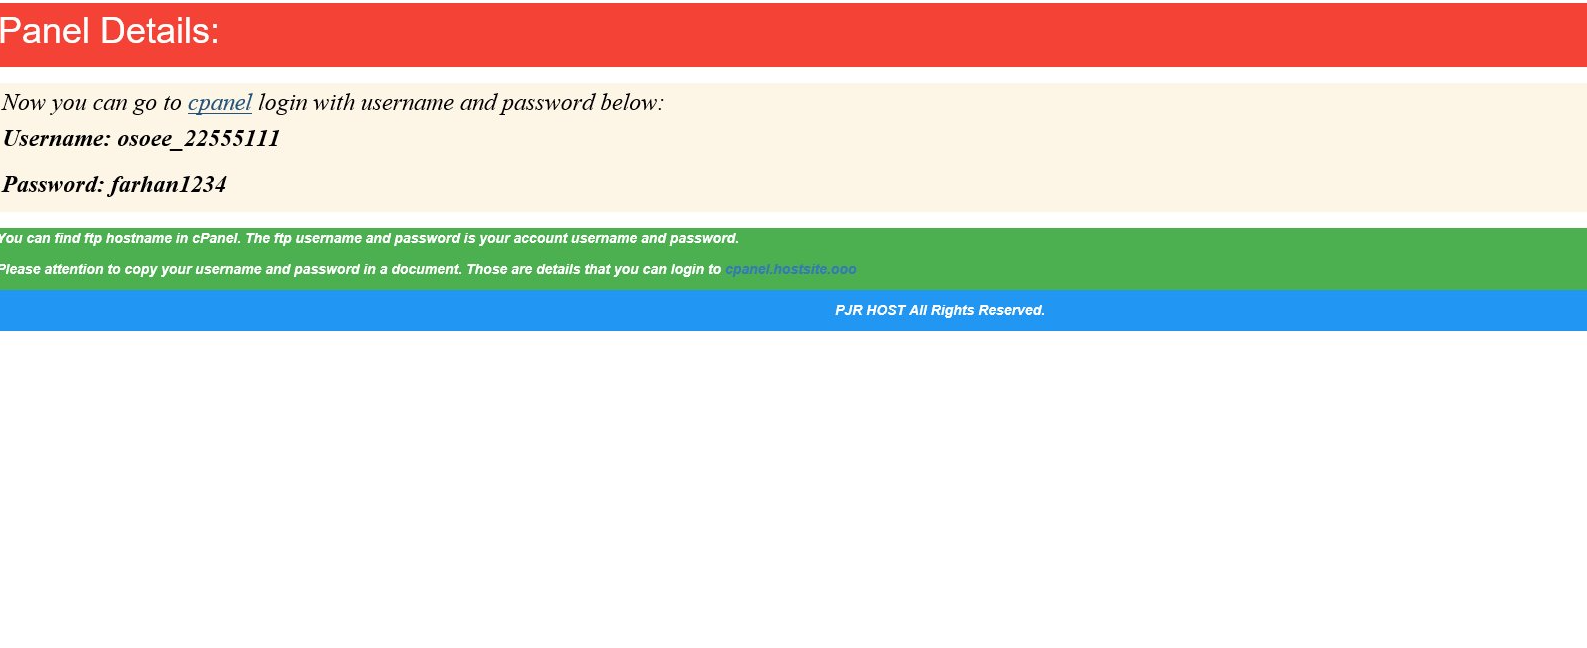 Panel Details:
Now you can go to cpanel login with username and password below:
Username: osoee_22555111
Password: farhan1234
You can find ftp hostname in cPanel. The ftp username and password is your account username and password.
Please attention to copy your username and password in a document. Those are details that you can login to cpanel.hostsite.ooo
PJR HOST All Rights Reserved.